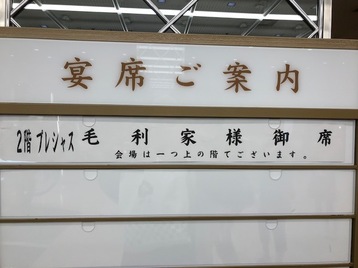 宴席ご案内
2階 プレシャス 毛利家様御席
会場は一つ上の階でございます。